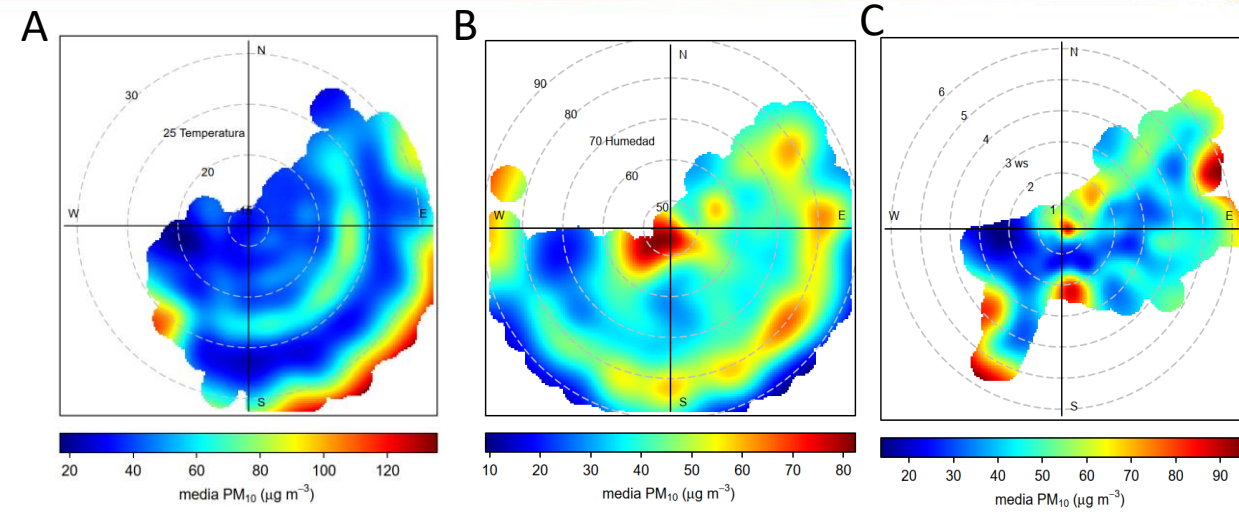 A
N
30
25 Temperatura
20
W
E
S
20 40 60 80 100 120
media PM₁₀ (µg m⁻³)
B
N
90
80
70 Humedad
60
50
W
E
S
10 20 30 40 50 60 70 80
media PM₁₀ (µg m⁻³)
C
N
6
5
4
3 ws
2
1
W
E
S
20 30 40 50 60 70 80 90
media PM₁₀ (µg m⁻³)